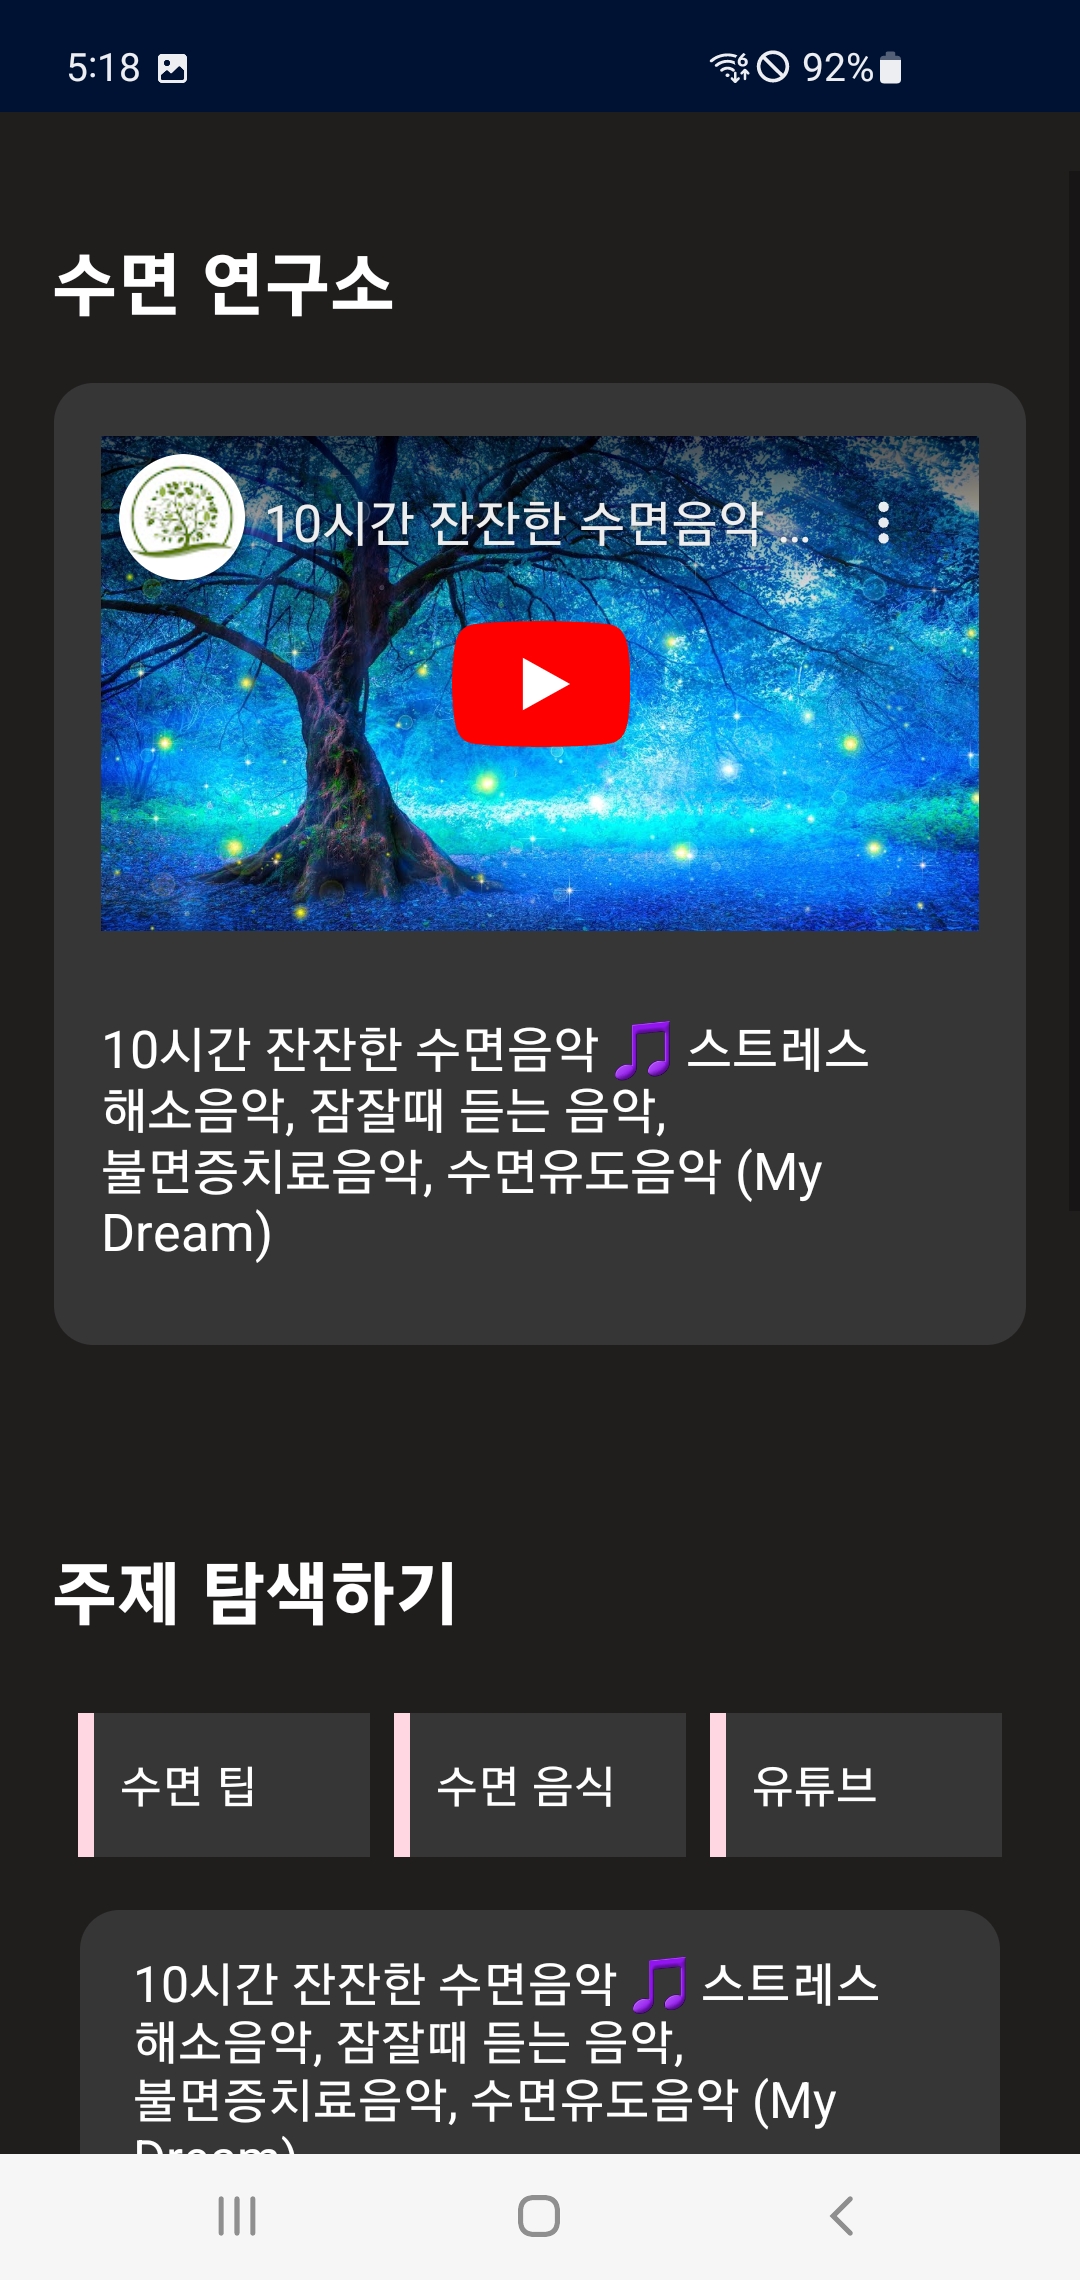 5:18 92%
수면 연구소
10시간 잔잔한 수면음악 ...
10시간 잔잔한 수면음악 🎵 스트레스
해소음악, 잠잘때 듣는 음악,
불면증치료음악, 수면유도음악 (My
Dream)
주제 탐색하기
수면 팁 수면 음식 유튜브
10시간 잔잔한 수면음악 🎵 스트레스
해소음악, 잠잘때 듣는 음악,
불면증치료음악, 수면유도음악 (My
Dream)